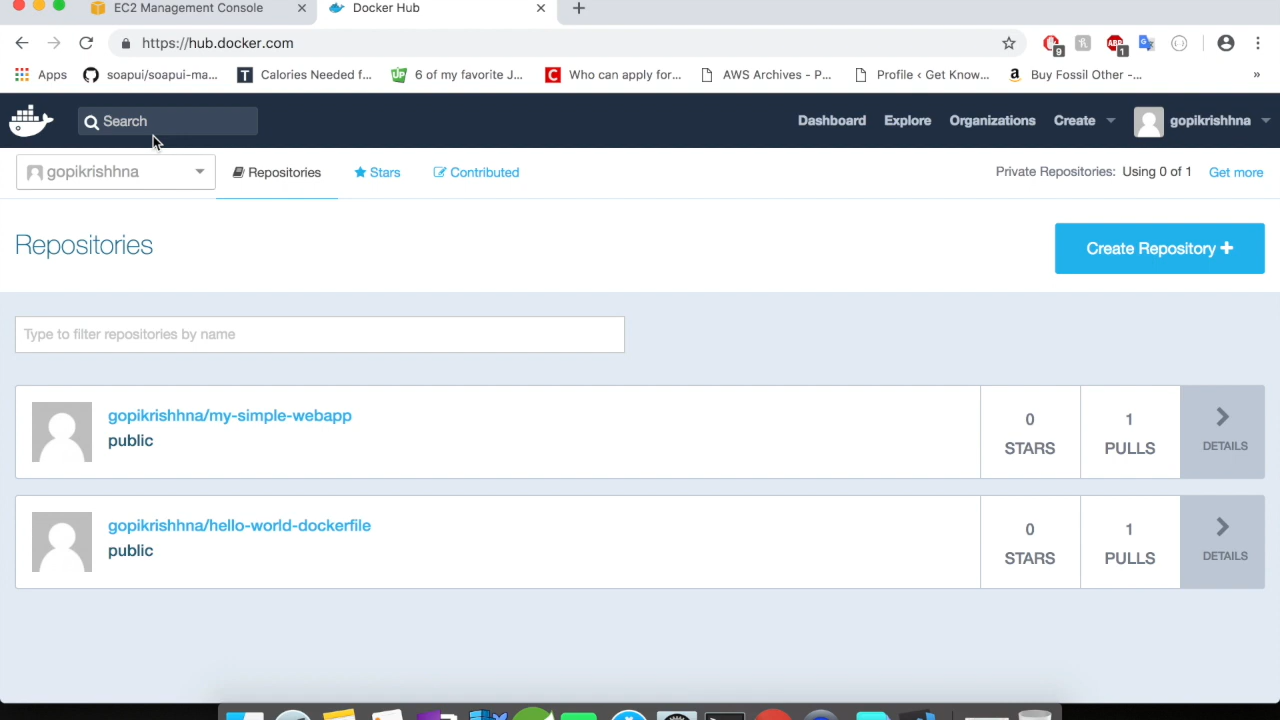 EC2 Management Console
Docker Hub
https://hub.docker.com
9
1
Apps
soapui/soapui-ma...
T
Calories Needed f...
UP
6 of my favorite J...
C
Who can apply for...
AWS Archives - P...
Profile < Get Know...
a
Buy Fossil Other -...
»
Search
Dashboard
Explore
Organizations
Create
gopikrishhna
gopikrishhna
Repositories
Stars
Contributed
Private Repositories: Using 0 of 1
Get more
Repositories
Create Repository +
Type to filter repositories by name
gopikrishhna/my-simple-webapp
public
0
STARS
1
PULLS
DETAILS
gopikrishhna/hello-world-dockerfile
public
0
STARS
1
PULLS
DETAILS